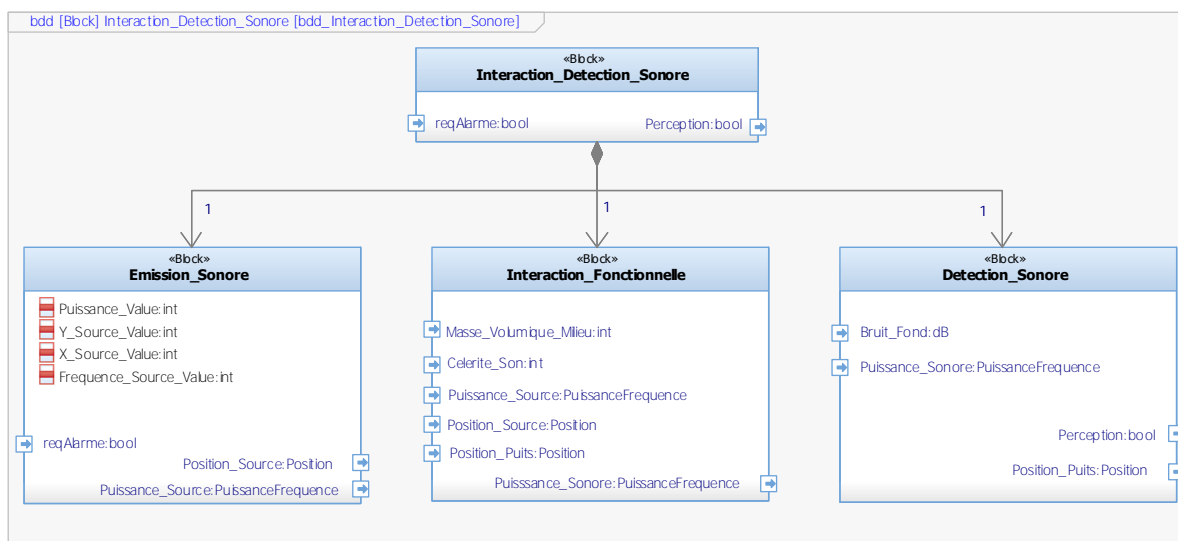 bdd [Block] Interaction_Detection_Sonore [bdd_Interaction_Detection_Sonore]
«Block»
Interaction_Detection_Sonore
reqAlarme:bool
Perception:bool
1
1
1
«Block»
Emission_Sonore
Puissance_Value:int
Y_Source_Value:int
X_Source_Value:int
Frequence_Source_Value:int
reqAlarme:bool
Position_Source:Position
Puissance_Source:PuissanceFrequence
«Block»
Interaction_Fonctionnelle
Masse_Volumique_Milieu:int
Celerite_Son:int
Puissance_Source:PuissanceFrequence
Position_Source:Position
Position_Puits:Position
Puisssance_Sonore:PuissanceFrequence
«Block»
Detection_Sonore
Bruit_Fond:dB
Puissance_Sonore:PuissanceFrequence
Perception:bool
Position_Puits:Position